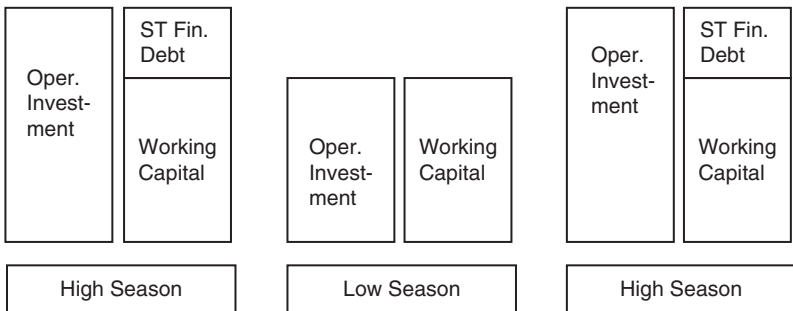 Oper.
Invest-
ment
ST Fin.
Debt
Working
Capital
High Season
Oper.
Invest-
ment
Working
Capital
Low Season
Oper.
Invest-
ment
ST Fin.
Debt
Working
Capital
High Season